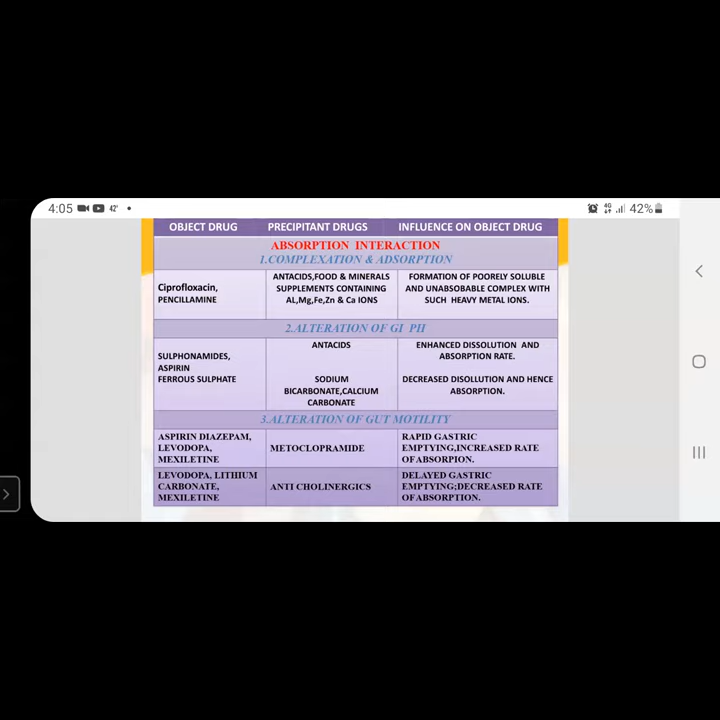 4:05 42° 4G 42%
OBJECT DRUG PRECIPITANT DRUGS INFLUENCE ON OBJECT DRUG
ABSORPTION INTERACTION
1.COMPLEXATION & ADSORPTION
Ciprofloxacin,
PENCILLAMINE
ANTACIDS,FOOD & MINERALS
SUPPLEMENTS CONTAINING
AL,Mg,Fe,Zn & Ca IONS
FORMATION OF POORELY SOLUBLE
AND UNABSOBABLE COMPLEX WITH
SUCH HEAVY METAL IONS.
2.ALTERATION OF GI PH
SULPHONAMIDES,
ASPIRIN
FERROUS SULPHATE
ANTACIDS
SODIUM
BICARBONATE,CALCIUM
CARBONATE
ENHANCED DISSOLUTION AND
ABSORPTION RATE.
DECREASED DISOLLUTION AND HENCE
ABSORPTION.
3.ALTERATION OF GUT MOTILITY
ASPIRIN DIAZEPAM,
LEVODOPA,
MEXILETINE
METOCLOPRAMIDE
RAPID GASTRIC
EMPTYING,INCREASED RATE
OF ABSORPION.
LEVODOPA, LITHIUM
CARBONATE,
MEXILETINE
ANTI CHOLINERGICS
DELAYED GASTRIC
EMPTYING;DECREASED RATE
OF ABSORPTION.